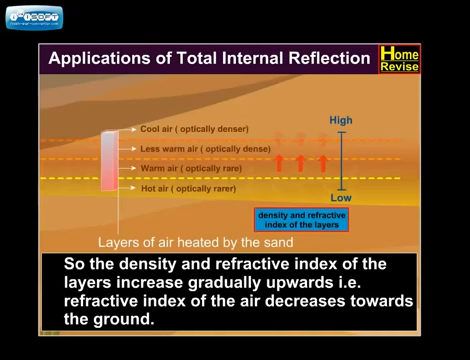 Applications of Total Internal Reflection
Home
Revise
Cool air ( optically denser)
Less warm air ( optically dense)
Warm air ( optically rare)
Hot air ( optically rarer)
High
Low
density and refractive
index of the layers
Layers of air heated by the sand
So the density and refractive index of the
layers increase gradually upwards i.e.
refractive index of the air decreases towards
the ground.